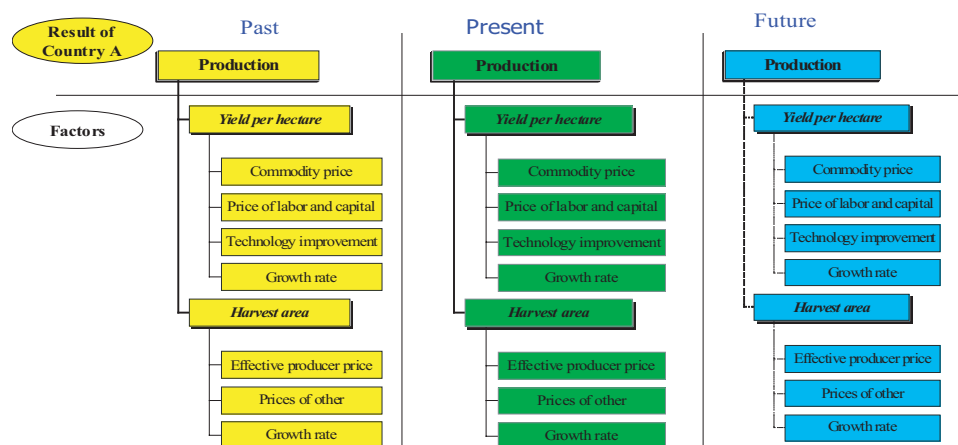 Result of
Country A
Past
Present
Future
Production
Production
Production
Factors
Yield per hectare
Commodity price
Price of labor and capital
Technology improvement
Growth rate
Harvest area
Effective producer price
Prices of other
Growth rate
Yield per hectare
Commodity price
Price of labor and capital
Technology improvement
Growth rate
Harvest area
Effective producer price
Prices of other
Growth rate
Yield per hectare
Commodity price
Price of labor and capital
Technology improvement
Growth rate
Harvest area
Effective producer price
Prices of other
Growth rate